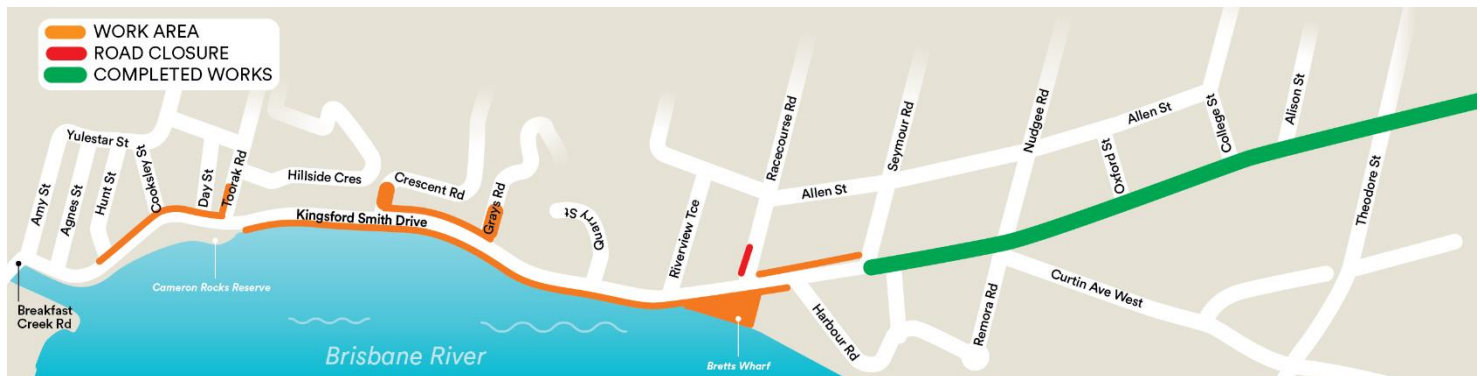 WORK AREA
ROAD CLOSURE
COMPLETED WORKS
Yulestar St
Amy St
Agnes St
Hunt St
Cooksley St
Day St
Toorak Rd
Hillside Cres
Crescent Rd
Grays Rd
Kingsford Smith Drive
Quarry St
Riverview Tce
Racecourse Rd
Allen St
Seymour Rd
Nudgee Rd
Allen St
Oxford St
College St
Alison St
Theodore St
Curtin Ave West
Remora Rd
Harbour Rd
Breakfast
Creek Rd
Cameron Rocks Reserve
Brisbane River
Bretts Wharf